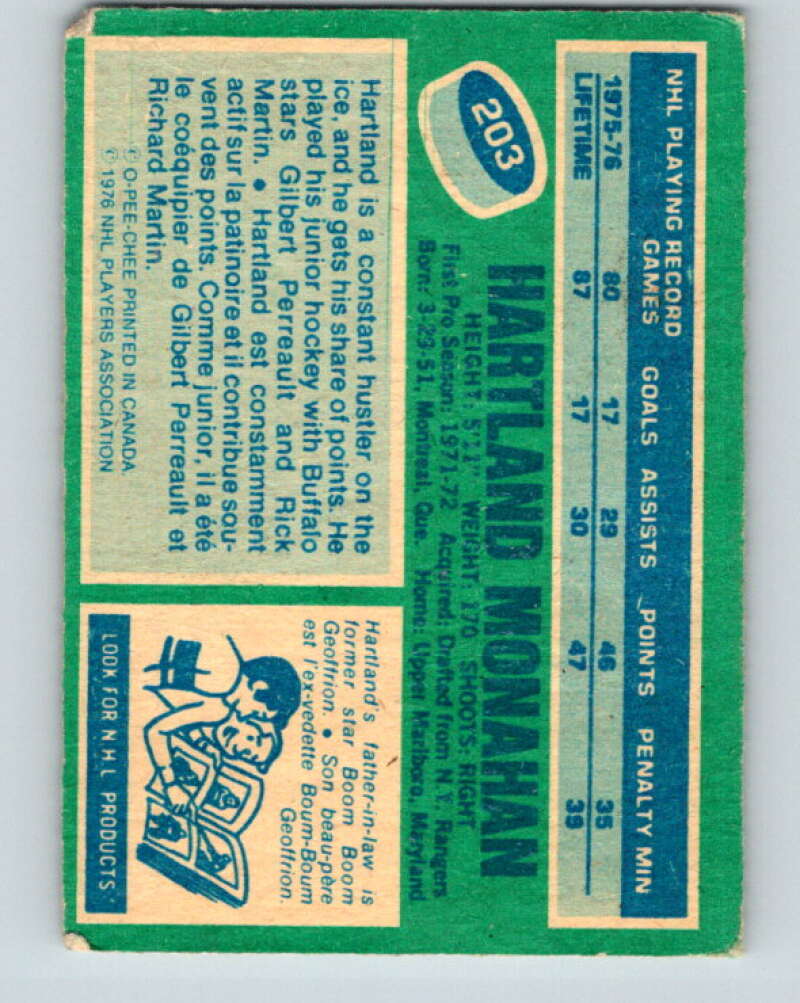 NHL PLAYING RECORD
GAMES GOALS ASSISTS POINTS PENALTY MIN
1975-76 80 17 29 46 35
LIFETIME 87 17 30 47 39
203
HARTLAND MONAHAN
HEIGHT: 5'11" WEIGHT: 170 SHOOTS: RIGHT
First Pro Season: 1971-72 Acquired: Drafted from N.Y. Rangers
Born: 3-29-51, Montreal, Que. Home: Upper Marlboro, Maryland
Hartland is a constant hustler on the
ice, and he gets his share of points. He
played his junior hockey with Buffalo
stars Gilbert Perreault and Rick
Martin. • Hartland est constamment
actif sur la patinoire et il contribue sou-
vent des points. Comme junior, il a été
le coéquipier de Gilbert Perreault et
Richard Martin.
© O-PEE-CHEE PRINTED IN CANADA.
© 1976 NHL PLAYERS ASSOCIATION
Hartland's father-in-law is
former star Boom Boom
Geoffrion. • Son beau-père
est l'ex-vedette Boum-Boum
Geoffrion.
LOOK FOR N.H.L PRODUCTS